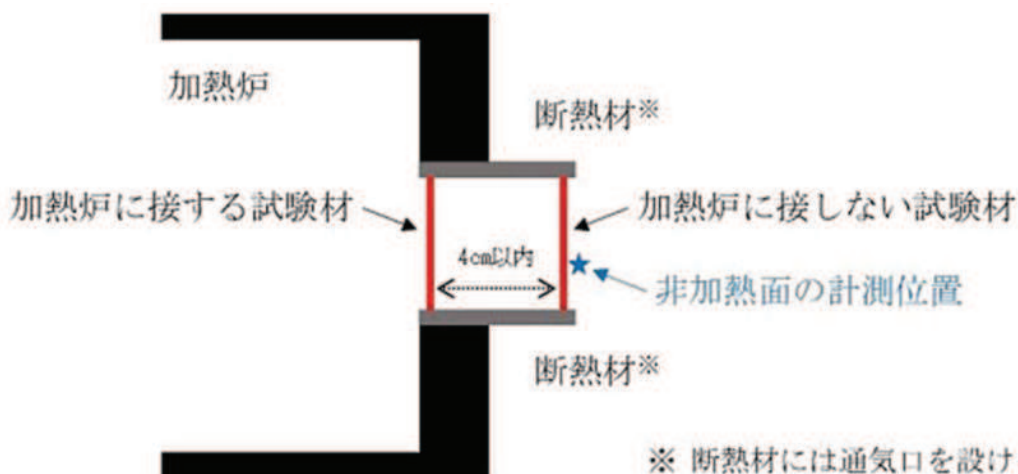 加熱炉
断熱材※
加熱炉に接する試験材
加熱炉に接しない試験材
4cm以内
非加熱面の計測位置
断熱材※
※ 断熱材には通気口を設け